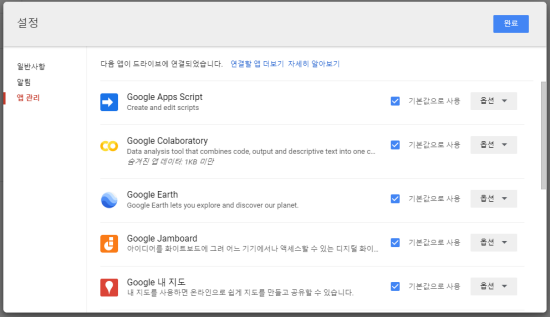 설정
완료
일반사항
알림
앱 관리
다음 앱이 드라이브에 연결되었습니다. 연결할 앱 더보기 자세히 알아보기
Google Apps Script
Create and edit scripts
기본값으로 사용
옵션
Google Colaboratory
Data analysis tool that combines code, output and descriptive text into one c...
숨겨진 앱 데이터: 1KB 미만
기본값으로 사용
옵션
Google Earth
Google Earth lets you explore and discover our planet.
기본값으로 사용
옵션
Google Jamboard
아이디어를 화이트보드에 그려 어느 기기에서나 액세스할 수 있는 디지털 화이...
기본값으로 사용
옵션
Google 내 지도
내 지도를 사용하면 온라인으로 쉽게 지도를 만들고 공유할 수 있습니다.
기본값으로 사용
옵션